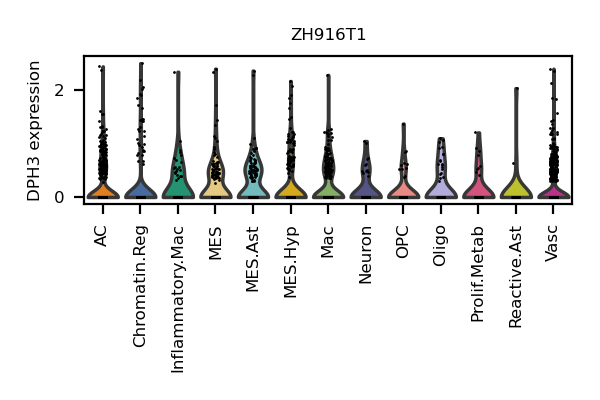 ZH916T1
DPH3 expression
2
0
AC
Chromatin.Reg
Inflammatory.Mac
MES
MES.Ast
MES.Hyp
Mac
Neuron
OPC
Oligo
Prolif.Metab
Reactive.Ast
Vasc